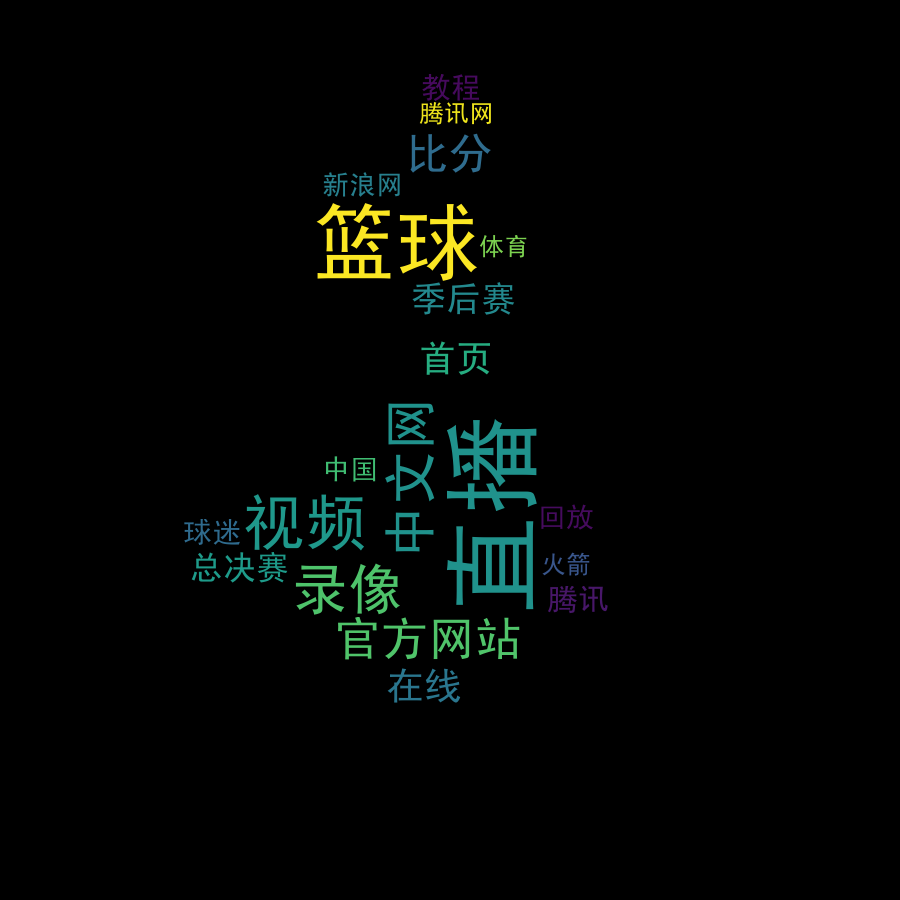 教程
腾讯网
比分
新浪网
篮球
体育
季后赛
首页
中文网
直播
中国
视频
球迷
回放
总决赛
火箭
录像
腾讯
官方网站
在线